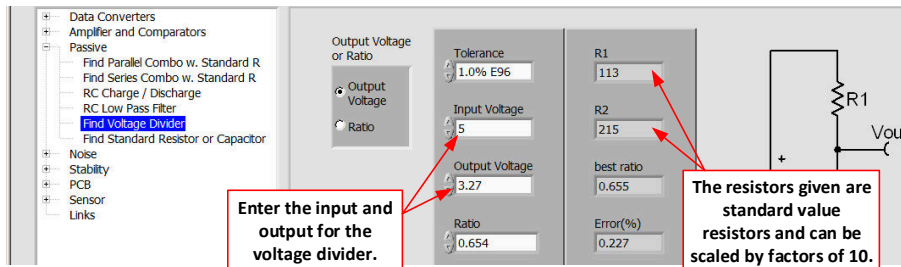 Data Converters
Amplifier and Comparators
Passive
Find Parallel Combo w. Standard R
Find Series Combo w. Standard R
RC Charge / Discharge
RC Low Pass Filter
Find Voltage Divider
Find Standard Resistor or Capacitor
Noise
Stability
PCB
Sensor
Links
Output Voltage
or Ratio
Output
Voltage
Ratio
Tolerance
1.0% E96
Input Voltage
5
Output Voltage
3.27
Ratio
0.654
R1
113
R2
215
best ratio
0.655
Error(%)
0.227
R1
Vou
+
Enter the input and
output for the
voltage divider.
The resistors given are
standard value
resistors and can be
scaled by factors of 10.